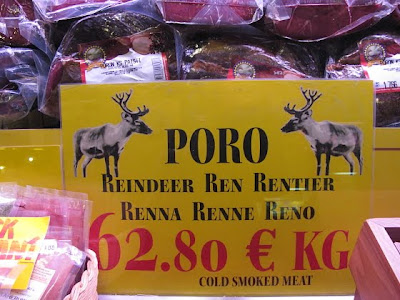 PORO
REINDEER REN RENTIER
RENNA RENNE RENO
62.80 € KG
COLD SMOKED MEAT